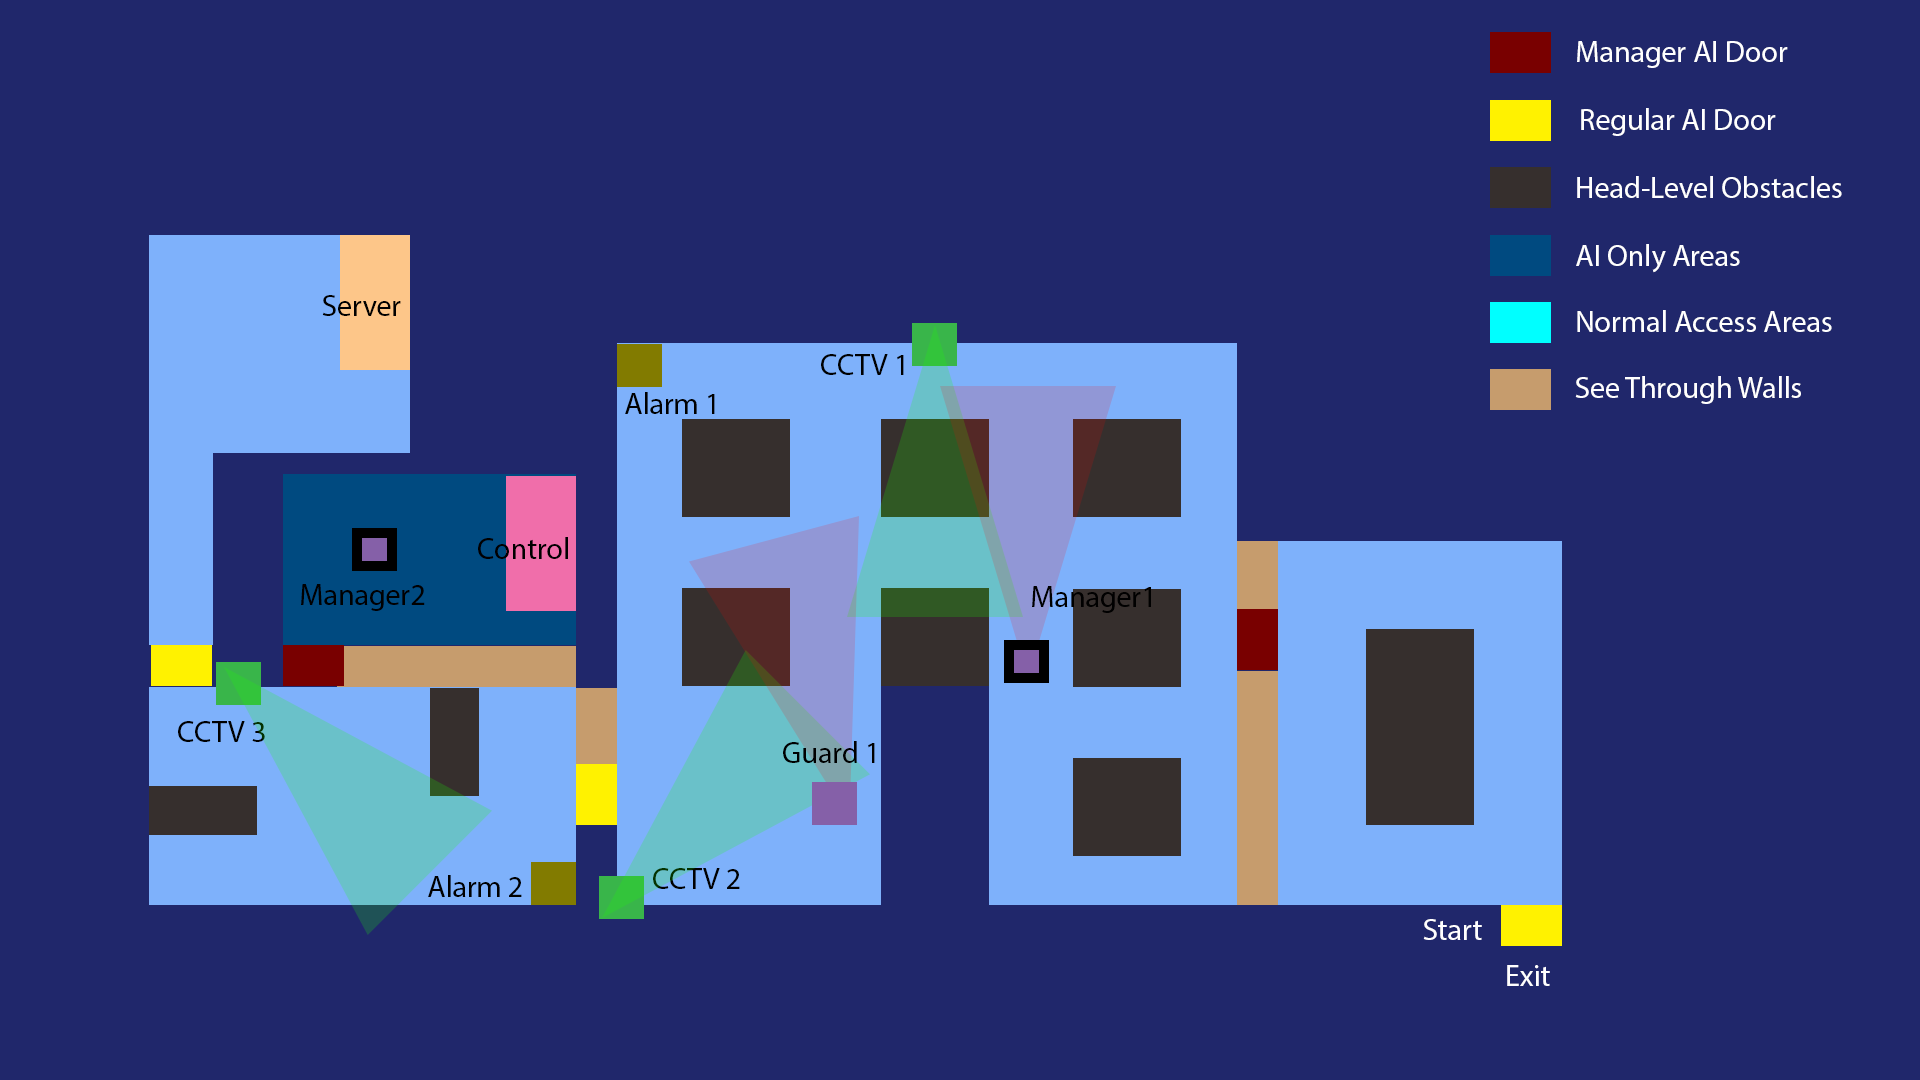 Manager AI Door
Regular AI Door
Head-Level Obstacles
AI Only Areas
Normal Access Areas
See Through Walls
Server
CCTV 1
Alarm 1
Control
Manager2
Manager1
CCTV 3
Guard 1
Alarm 2
CCTV 2
Start
Exit